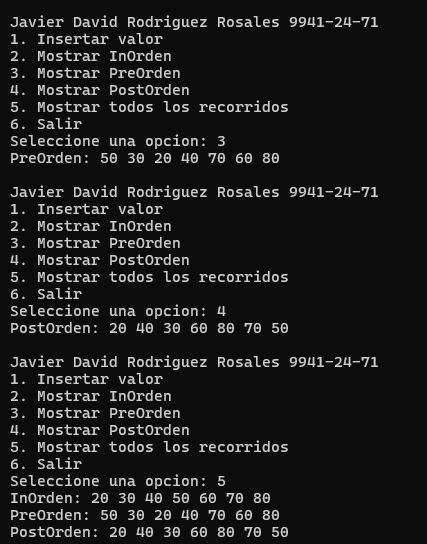 Javier David Rodriguez Rosales 9941-24-71
1. Insertar valor
2. Mostrar InOrden
3. Mostrar PreOrden
4. Mostrar PostOrden
5. Mostrar todos los recorridos
6. Salir
Seleccione una opcion: 3
PreOrden: 50 30 20 40 70 60 80

Javier David Rodriguez Rosales 9941-24-71
1. Insertar valor
2. Mostrar InOrden
3. Mostrar PreOrden
4. Mostrar PostOrden
5. Mostrar todos los recorridos
6. Salir
Seleccione una opcion: 4
PostOrden: 20 40 30 60 80 70 50

Javier David Rodriguez Rosales 9941-24-71
1. Insertar valor
2. Mostrar InOrden
3. Mostrar PreOrden
4. Mostrar PostOrden
5. Mostrar todos los recorridos
6. Salir
Seleccione una opcion: 5
InOrden: 20 30 40 50 60 70 80
PreOrden: 50 30 20 40 70 60 80
PostOrden: 20 40 30 60 80 70 50